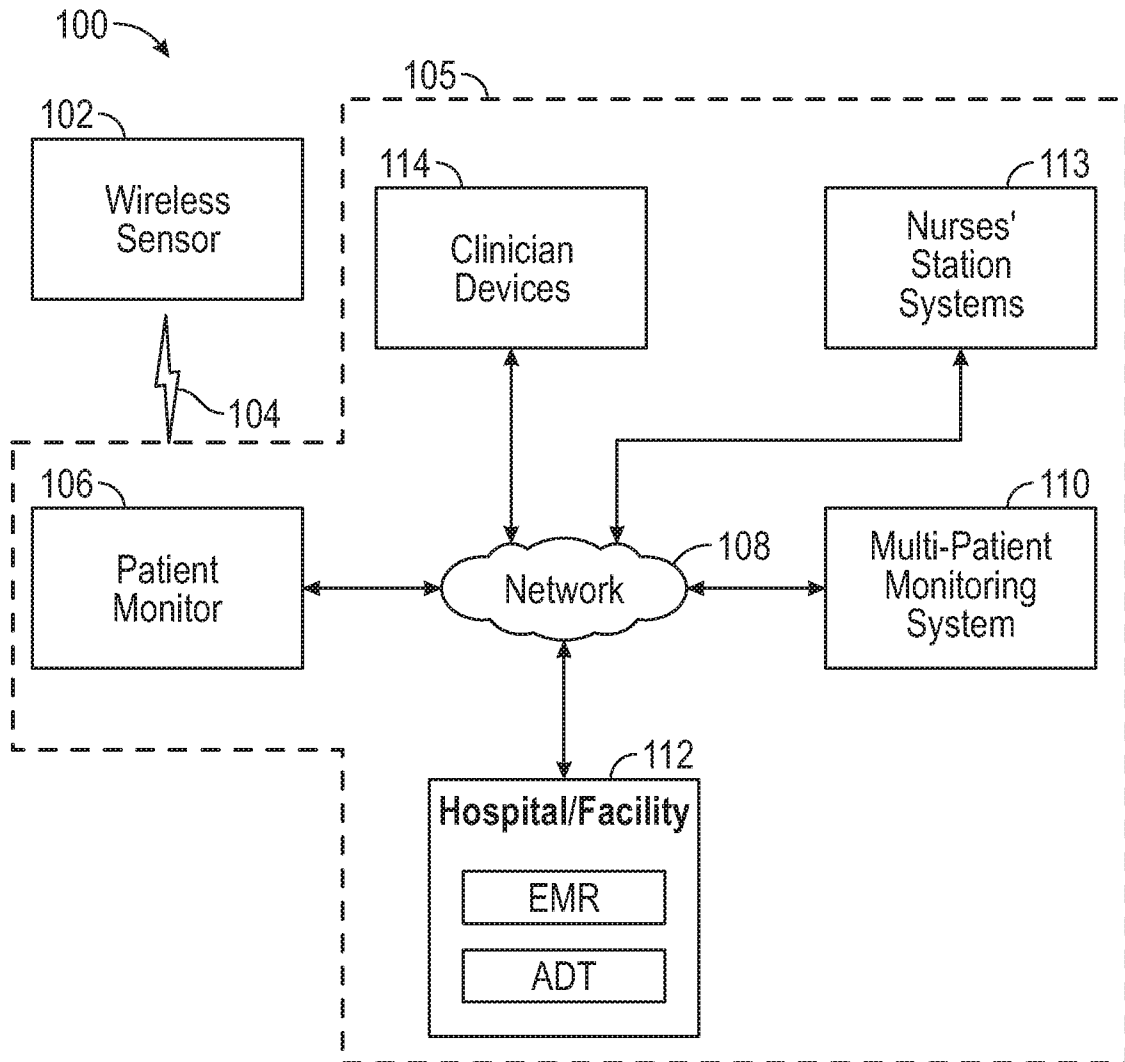 100
105
102
Wireless
Sensor
114
Clinician
Devices
113
Nurses'
Station
Systems
104
106
Patient
Monitor
108
Network
110
Multi-Patient
Monitoring
System
112
Hospital/Facility
EMR
ADT